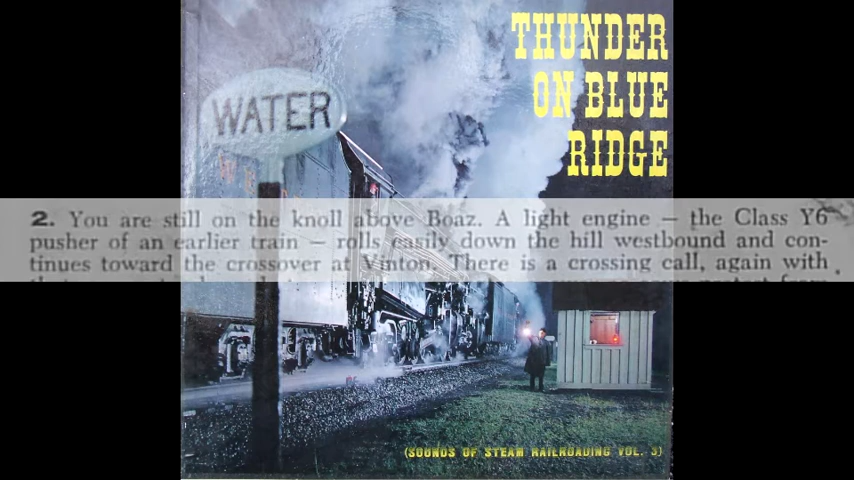 THUNDER
ON BLUE
RIDGE
WATER
2. You are still on the knoll above Boaz. A light engine — the Class Y6
pusher of an earlier train — rolls easily down the hill westbound and con-
tinues toward the crossover at Vinton. There is a crossing call, again with
(SOUNDS OF STEAM RAILROADING VOL. 3)